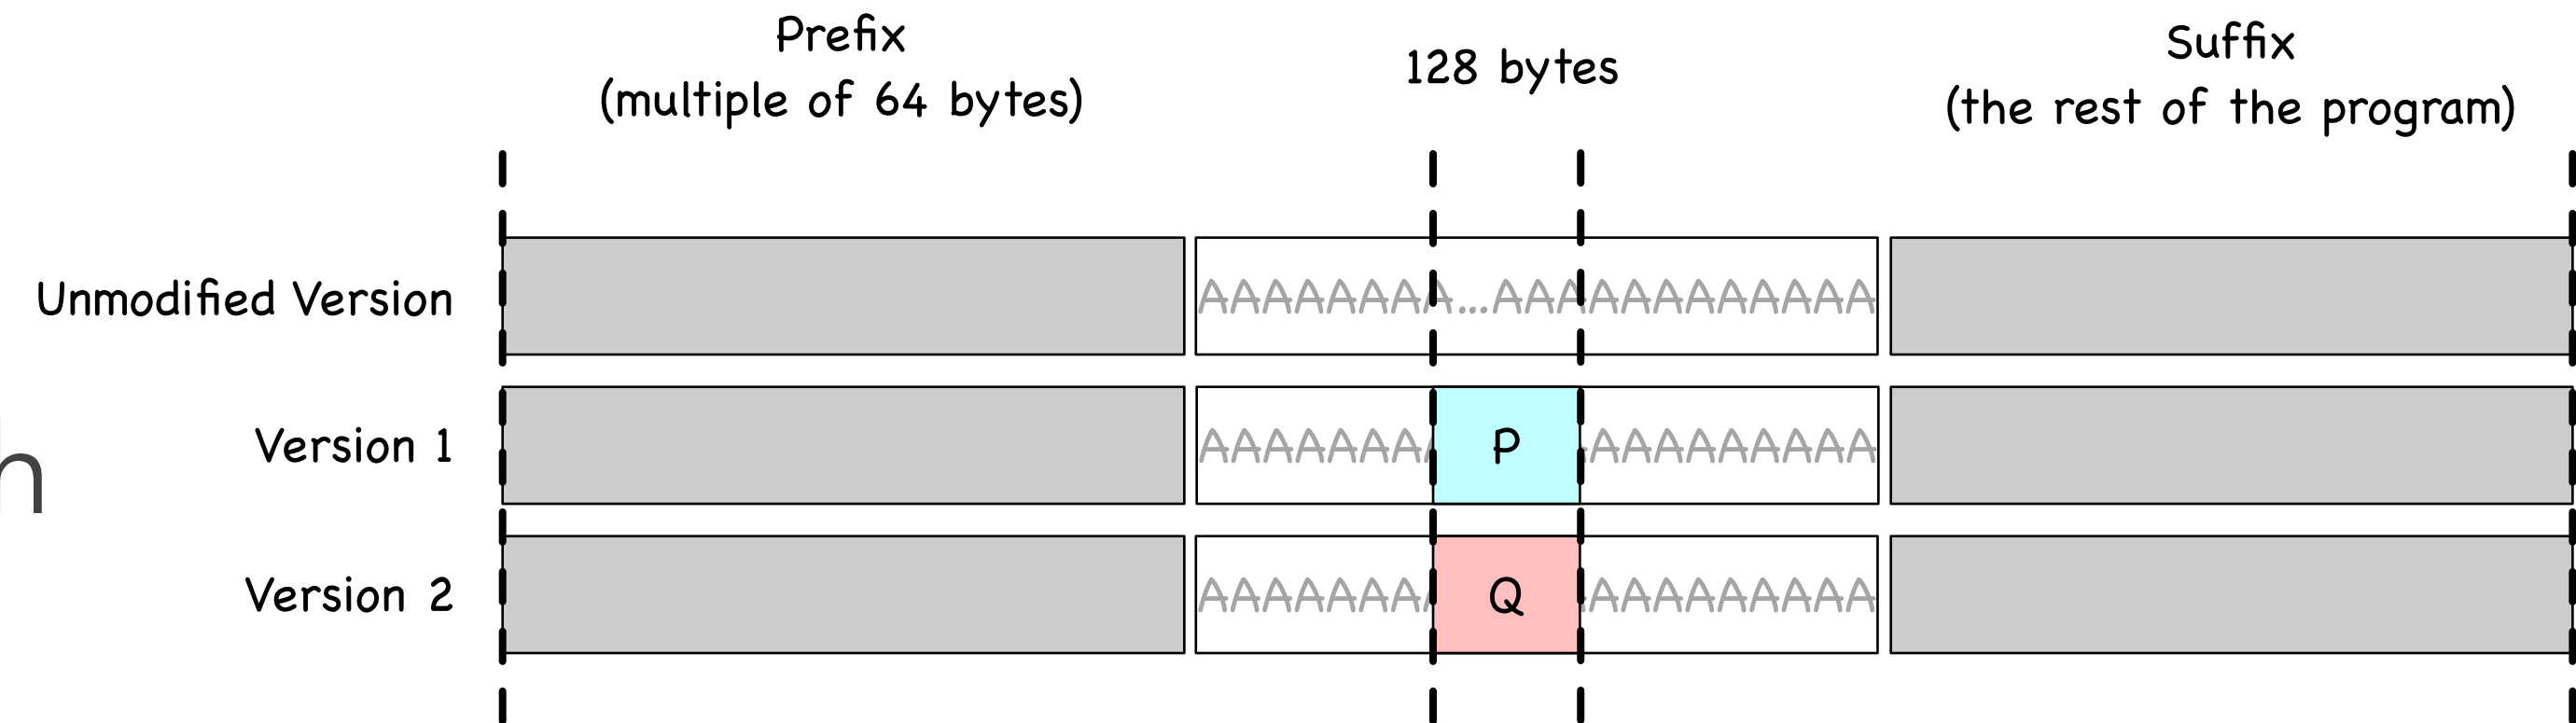 Prefix
(multiple of 64 bytes)
128 bytes
Suffix
(the rest of the program)
Unmodified Version
AAAAAAAA...AAAAAAAAAAAA
Version 1
AAAAAAA
P
AAAAAAAAA
h
Version 2
AAAAAAA
Q
AAAAAAAAA